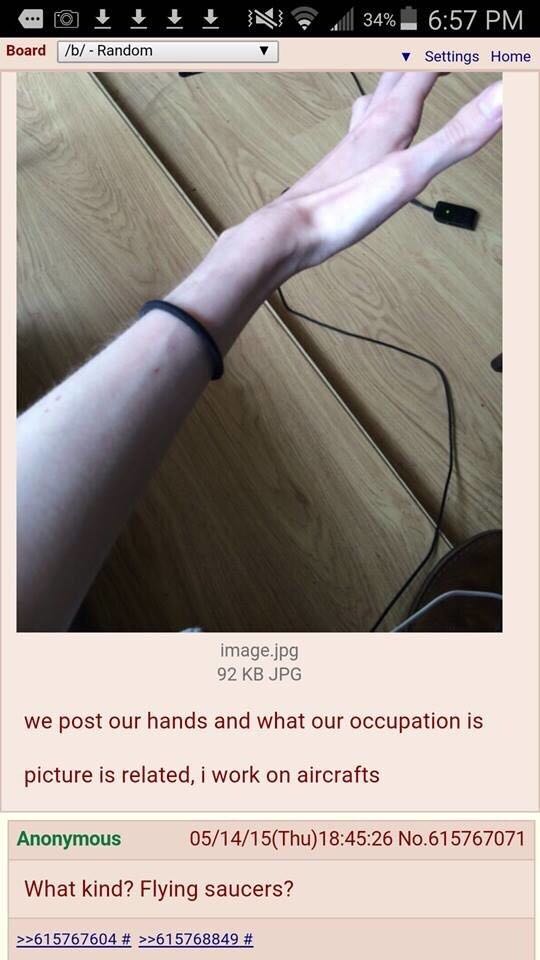 34% 6:57 PM
Board /b/ - Random ▼ ▼ Settings Home
image.jpg
92 KB JPG
we post our hands and what our occupation is
picture is related, i work on aircrafts
Anonymous 05/14/15(Thu)18:45:26 No.615767071
What kind? Flying saucers?
>>615767604 # >>615768849 #